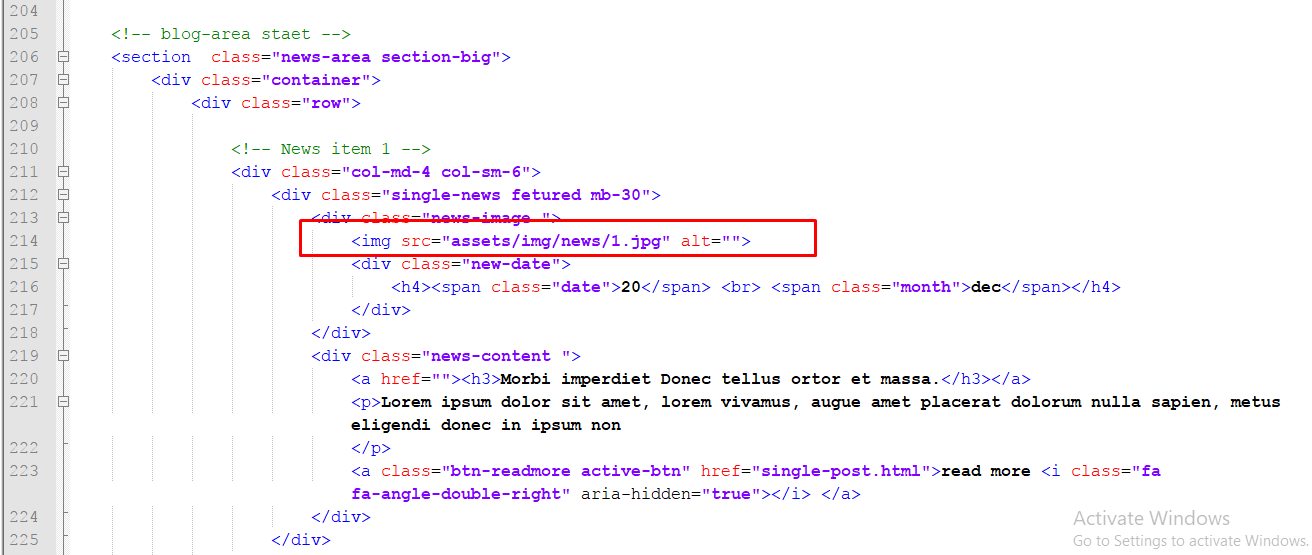 204
205 <!-- blog-area staet -->
206 <section  class="news-area section-big">
207 <div class="container">
208 <div class="row">
209
210 <!-- News item 1 -->
211 <div class="col-md-4 col-sm-6">
212 <div class="single-news fetured mb-30">
213 <div class="news-image ">
214 <img src="assets/img/news/1.jpg" alt="">
215 <div class="new-date">
216 <h4><span class="date">20</span> <br> <span class="month">dec</span></h4>
217 </div>
218 </div>
219 <div class="news-content ">
220 <a href=""><h3>Morbi imperdiet Donec tellus ortor et massa.</h3></a>
221 <p>Lorem ipsum dolor sit amet, lorem vivamus, augue amet placerat dolorum nulla sapien, metus
eligendi donec in ipsum non
222 </p>
223 <a class="btn-readmore active-btn" href="single-post.html">read more <i class="fa
fa-angle-double-right" aria-hidden="true"></i> </a>
224 </div>
225 </div>
Activate Windows
Go to Settings to activate Windows.